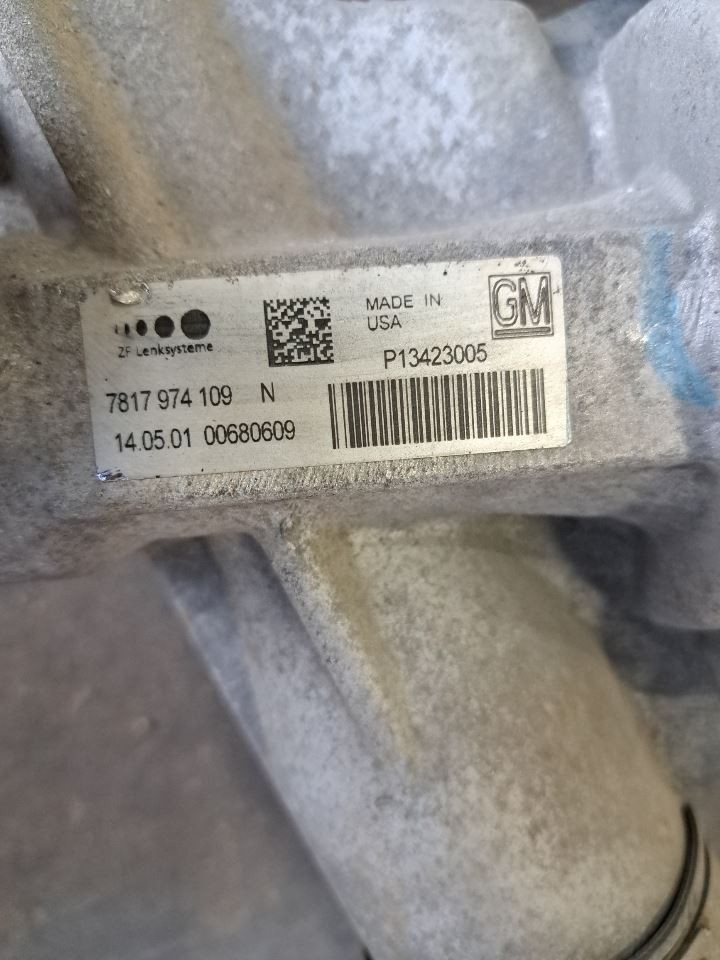 ZF Lenksysteme
MADE IN
USA
GM
P13423005
7817 974 109 N
14.05.01 00680609